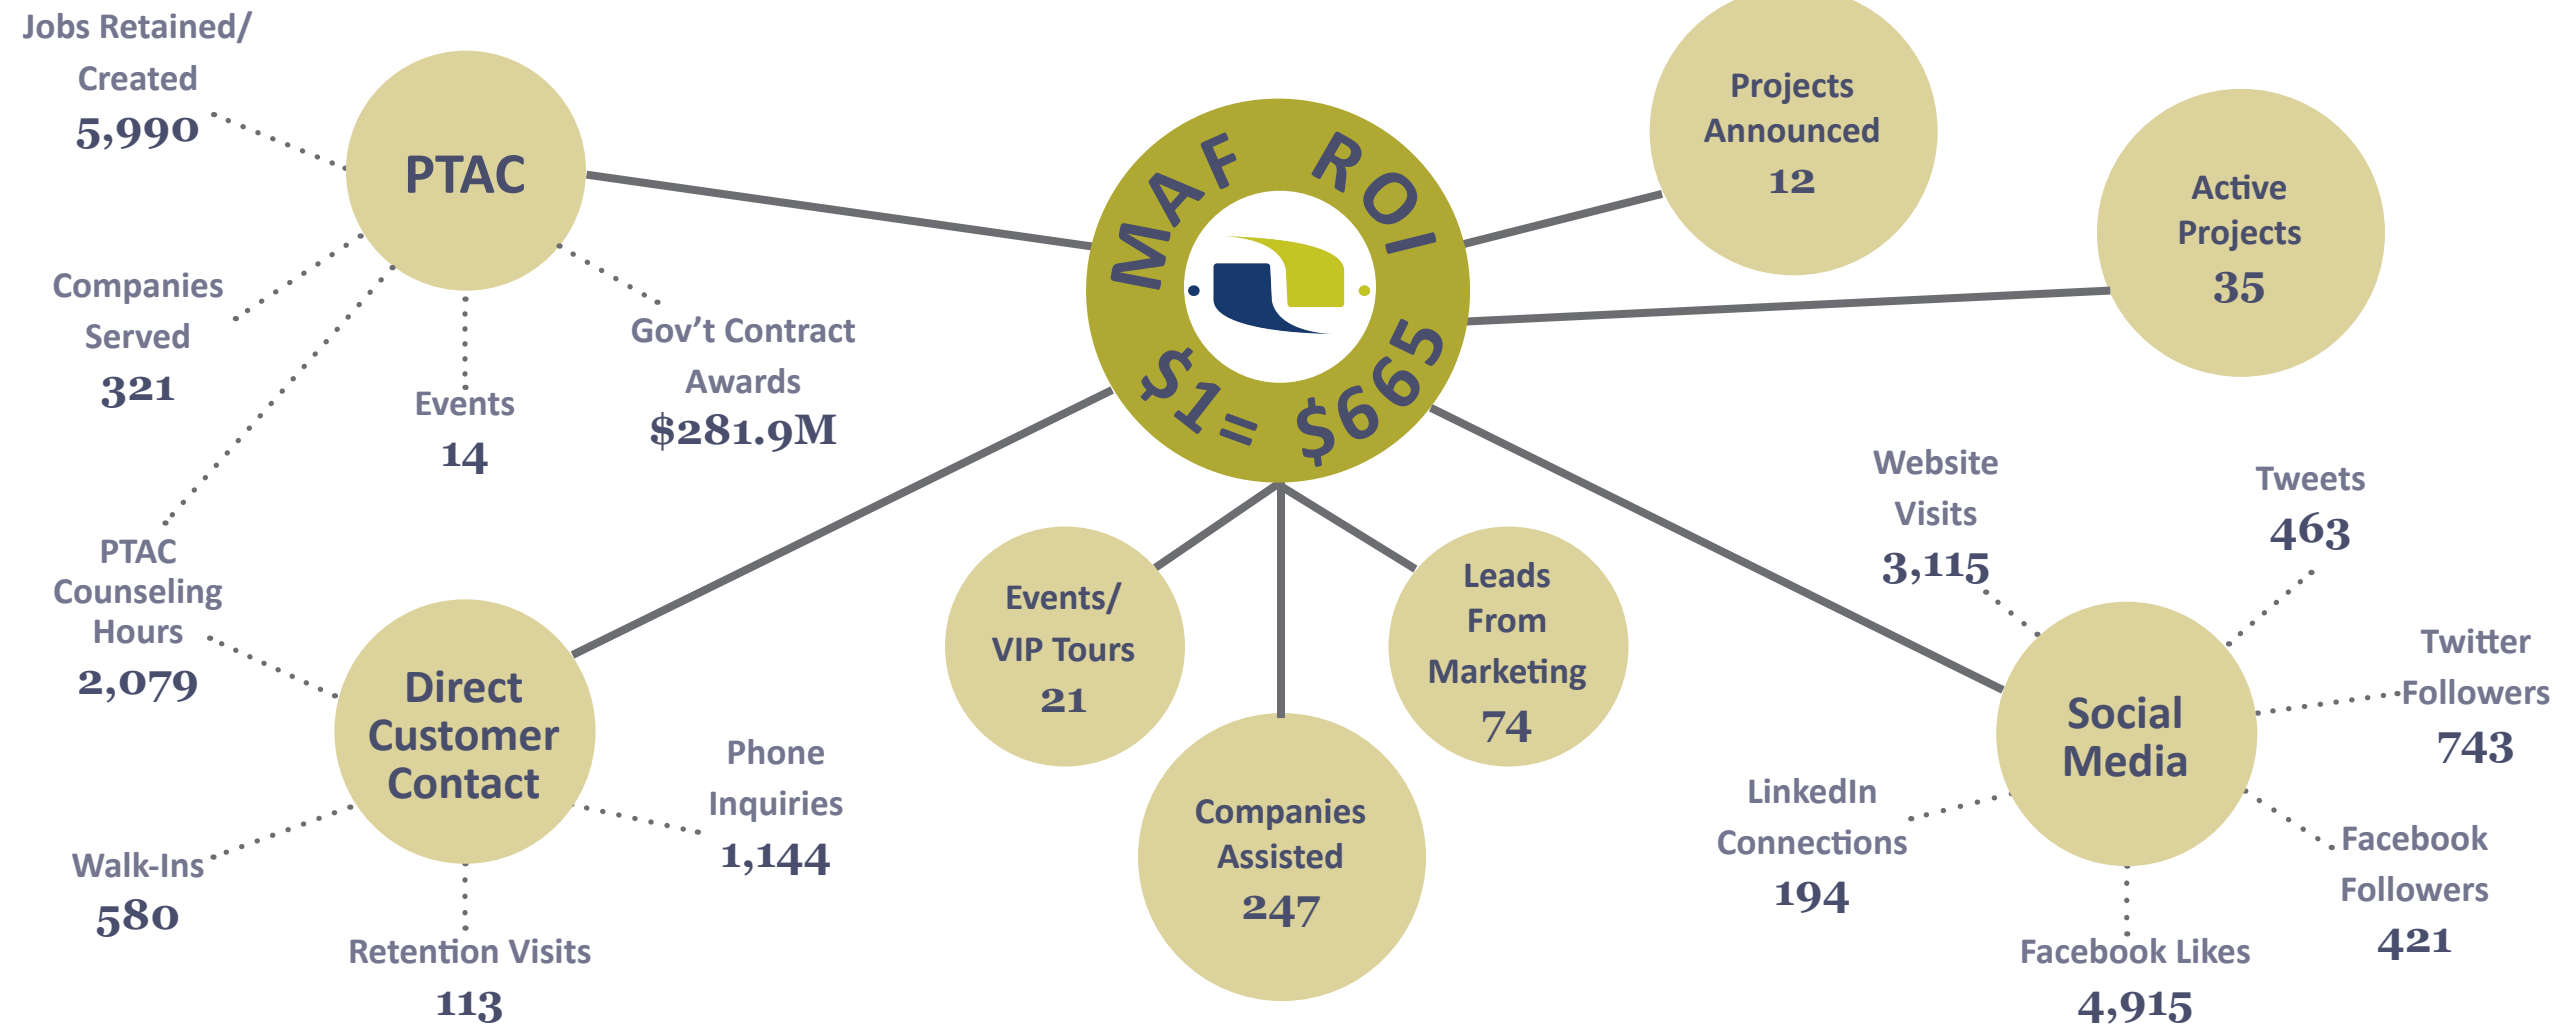 Jobs Retained/
Created
5,990
PTAC
Companies
Served
321
Events
14
Gov’t Contract
Awards
$281.9M
PTAC
Counseling
Hours
2,079
Direct
Customer
Contact
Walk-Ins
580
Retention Visits
113
Phone
Inquiries
1,144
MAF ROI
$1= $665
Events/
VIP Tours
21
Companies
Assisted
247
Leads
From
Marketing
74
Projects
Announced
12
Active
Projects
35
Social
Media
Website
Visits
3,115
Tweets
463
Twitter
Followers
743
Facebook
Followers
421
Facebook Likes
4,915
LinkedIn
Connections
194